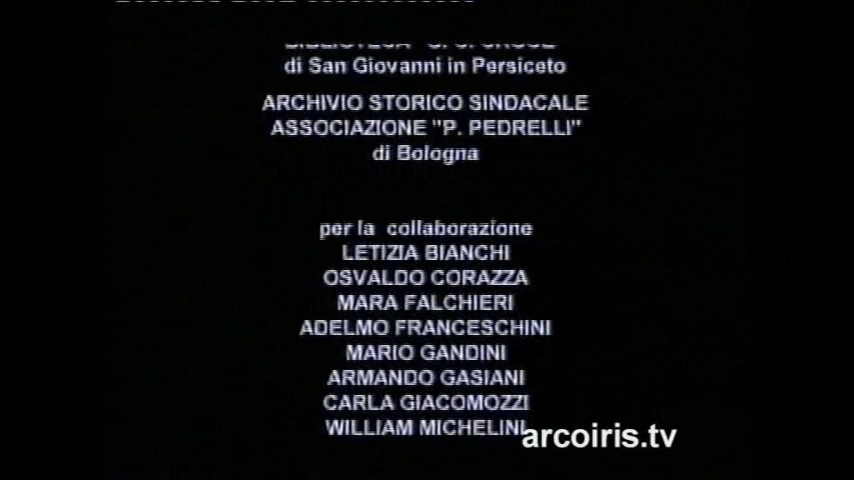 di San Giovanni in Persiceto
ARCHIVIO STORICO SINDACALE
ASSOCIAZIONE "P. PEDRELLI"
di Bologna
per la collaborazione
LETIZIA BIANCHI
OSVALDO CORAZZA
MARA FALCHIERI
ADELMO FRANCESCHINI
MARIO GANDINI
ARMANDO GASIANI
CARLA GIACOMOZZI
WILLIAM MICHELINI
arcoiris.tv